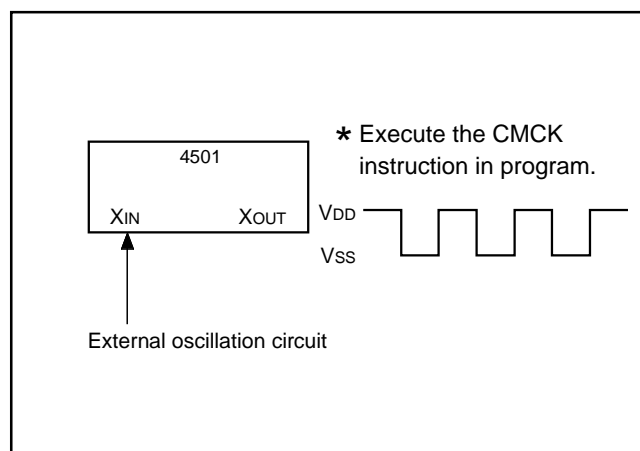 * Execute the CMCK
instruction in program.
4501
XIN XOUT
VDD
VSS
External oscillation circuit